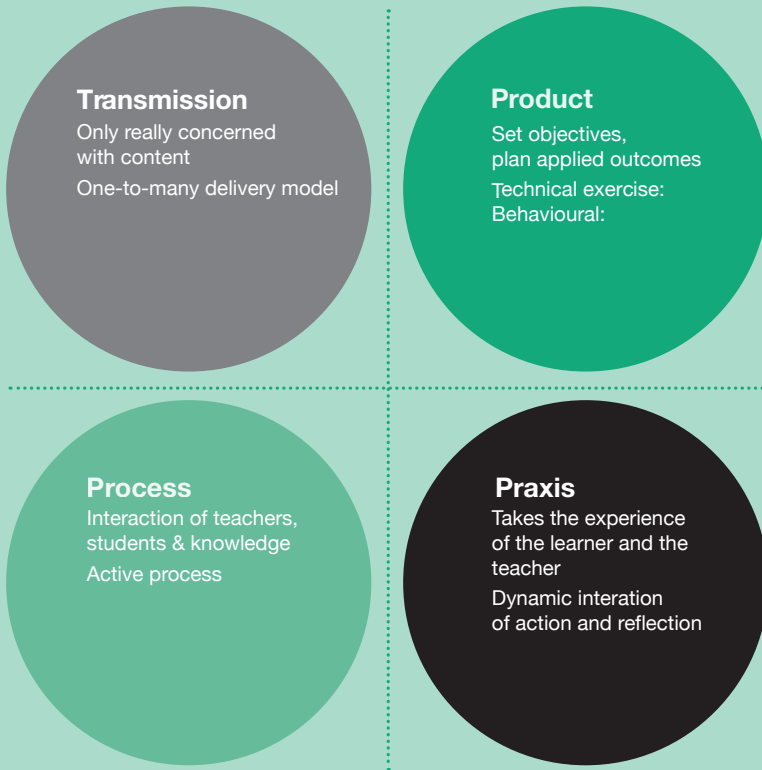 Transmission
Only really concerned
with content
One-to-many delivery model
Product
Set objectives,
plan applied outcomes
Technical exercise:
Behavioural:
Process
Interaction of teachers,
students & knowledge
Active process
Praxis
Takes the experience
of the learner and the
teacher
Dynamic interation
of action and reflection